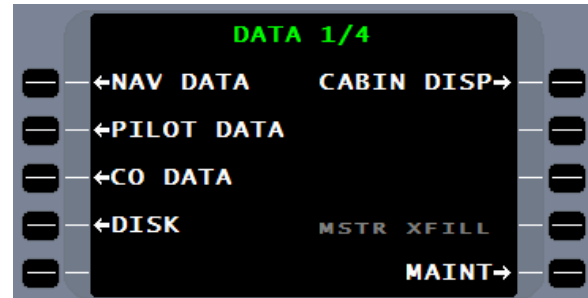 DATA 1/4
←NAV DATA CABIN DISP→
←PILOT DATA
←CO DATA
←DISK MSTR XFILL
MAINT→